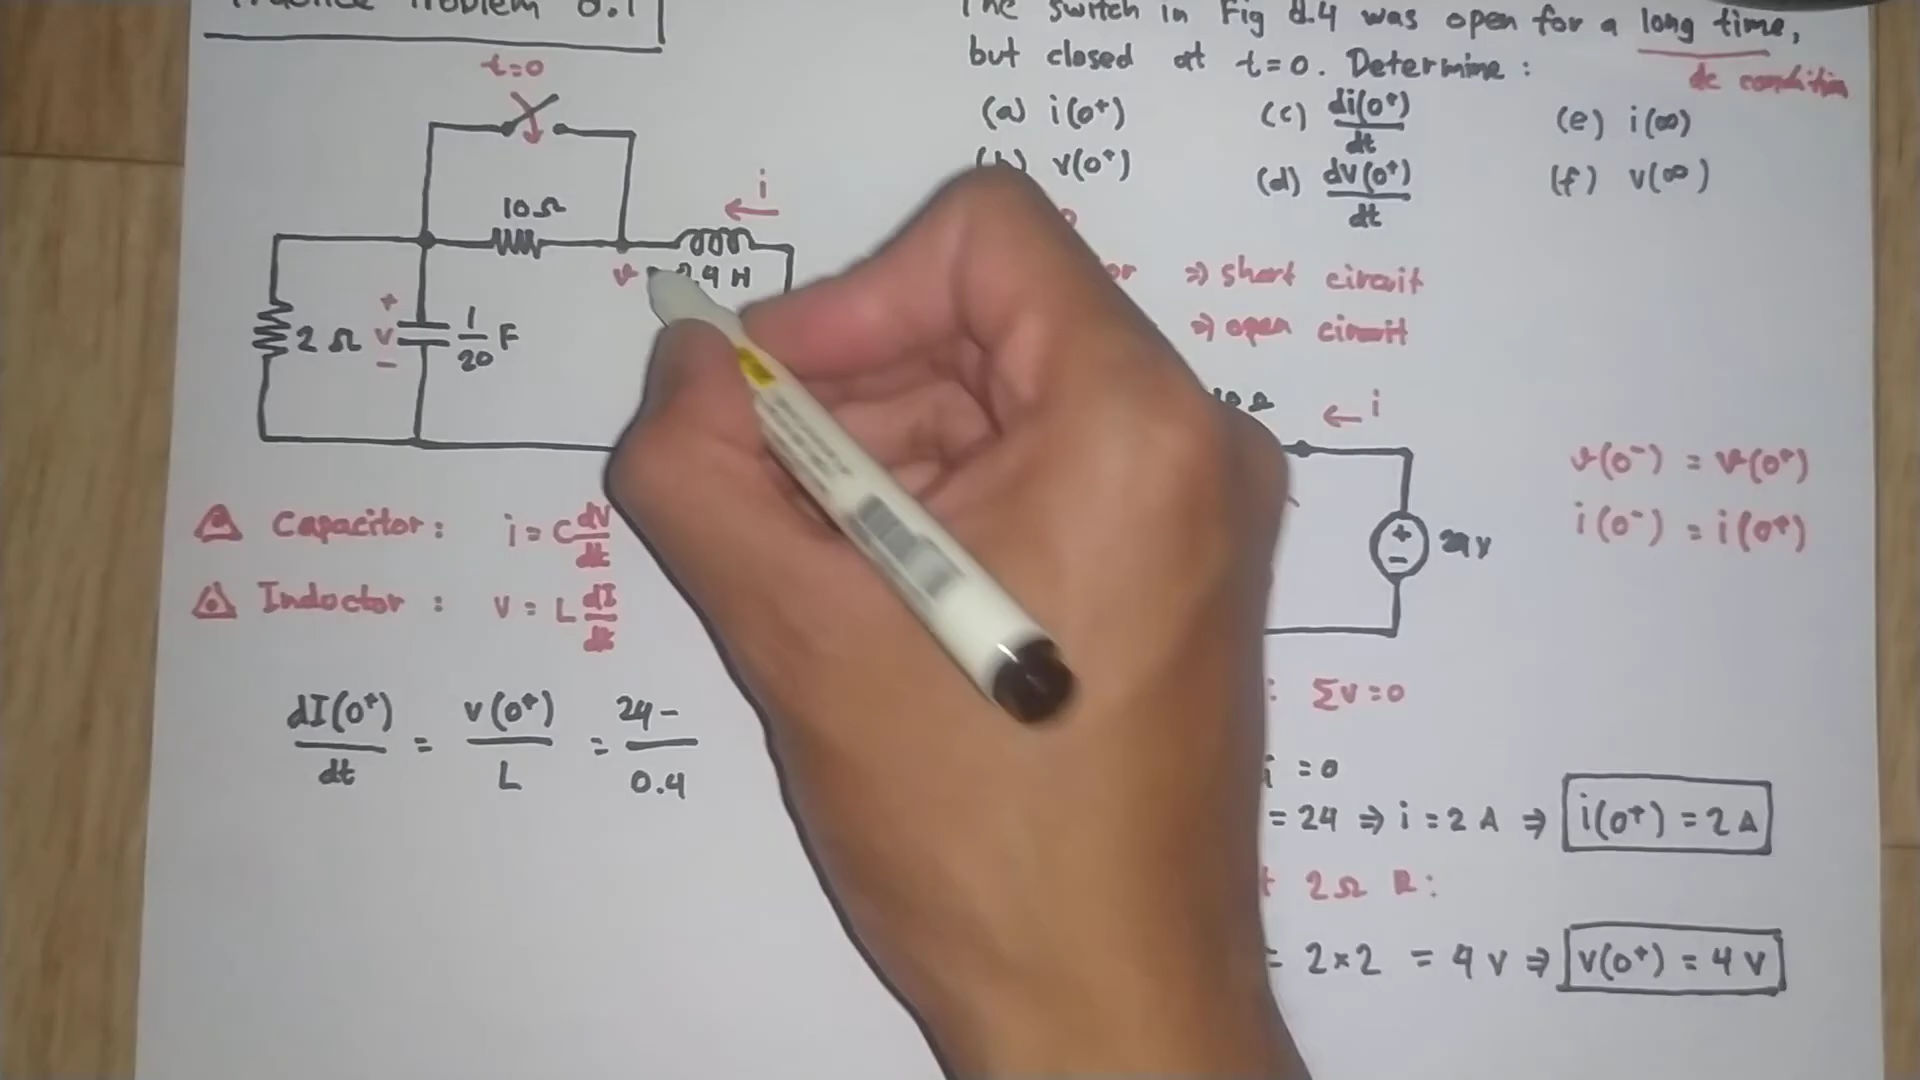 Practice Problem 8.1
The switch in Fig 8.4 was open for a long time,
but closed at t=0. Determine:
dc condition
(a) i(0⁺)
(c) di(0⁺)/dt
(e) i(∞)
(b) v(0⁺)
(d) dv(0⁺)/dt
(f) v(∞)
t=0
10Ω
i
H
2Ω
+
v
-
1/20 F
⇒ short circuit
⇒ open circuit
i
+
-
24V
v(0⁻) = v(0⁺)
i(0⁻) = i(0⁺)
Capacitor: i = C dV/dt
Inductor: v = L dI/dt
dI(0⁺)/dt = v(0⁺)/L = 24 - / 0.4
: Σv=0
i = 0
= 24 ⇒ i = 2 A ⇒ i(0⁺) = 2A
2Ω R:
= 2×2 = 4 v ⇒ v(0⁺) = 4 V